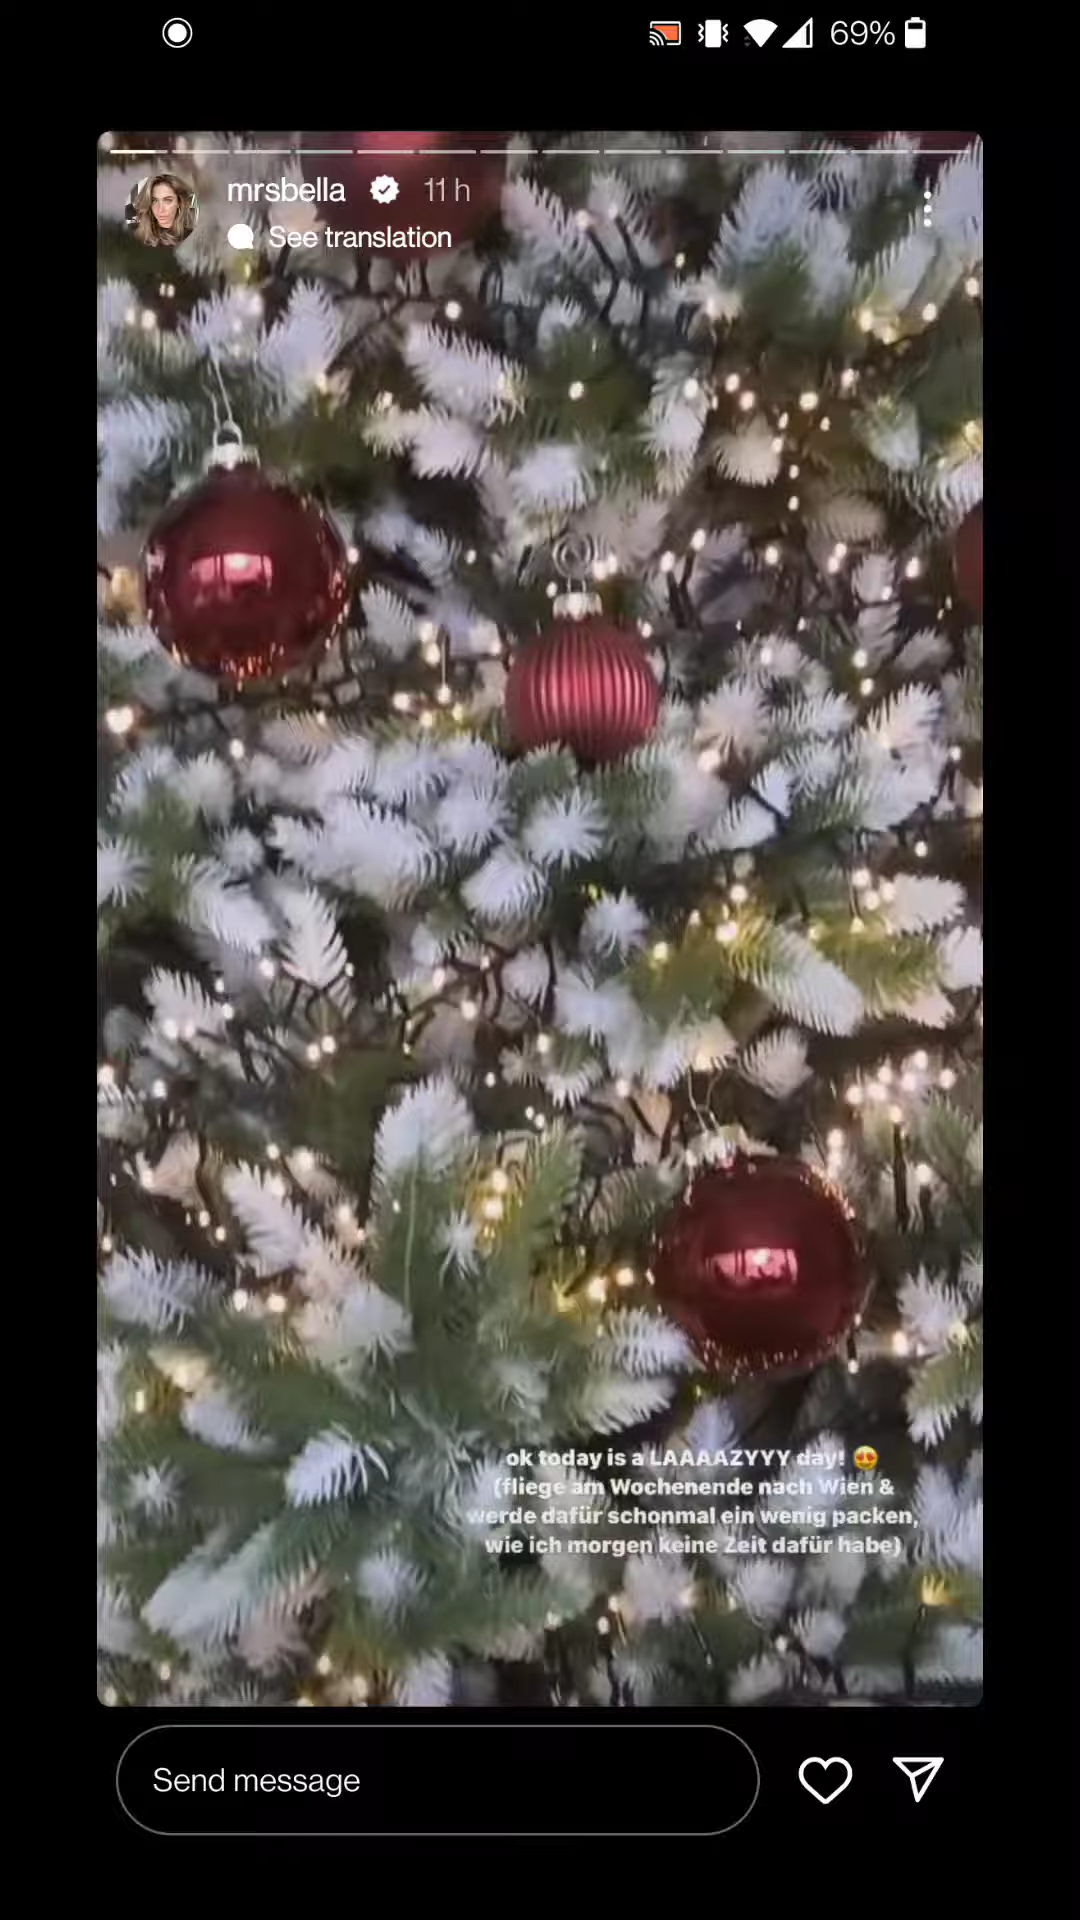 69%
mrsbella 11 h
See translation
ok today is a LAAAAZYYY day! 😍
(fliege am Wochenende nach Wien &
werde dafür schonmal ein wenig packen,
wie ich morgen keine Zeit dafür habe)
Send message